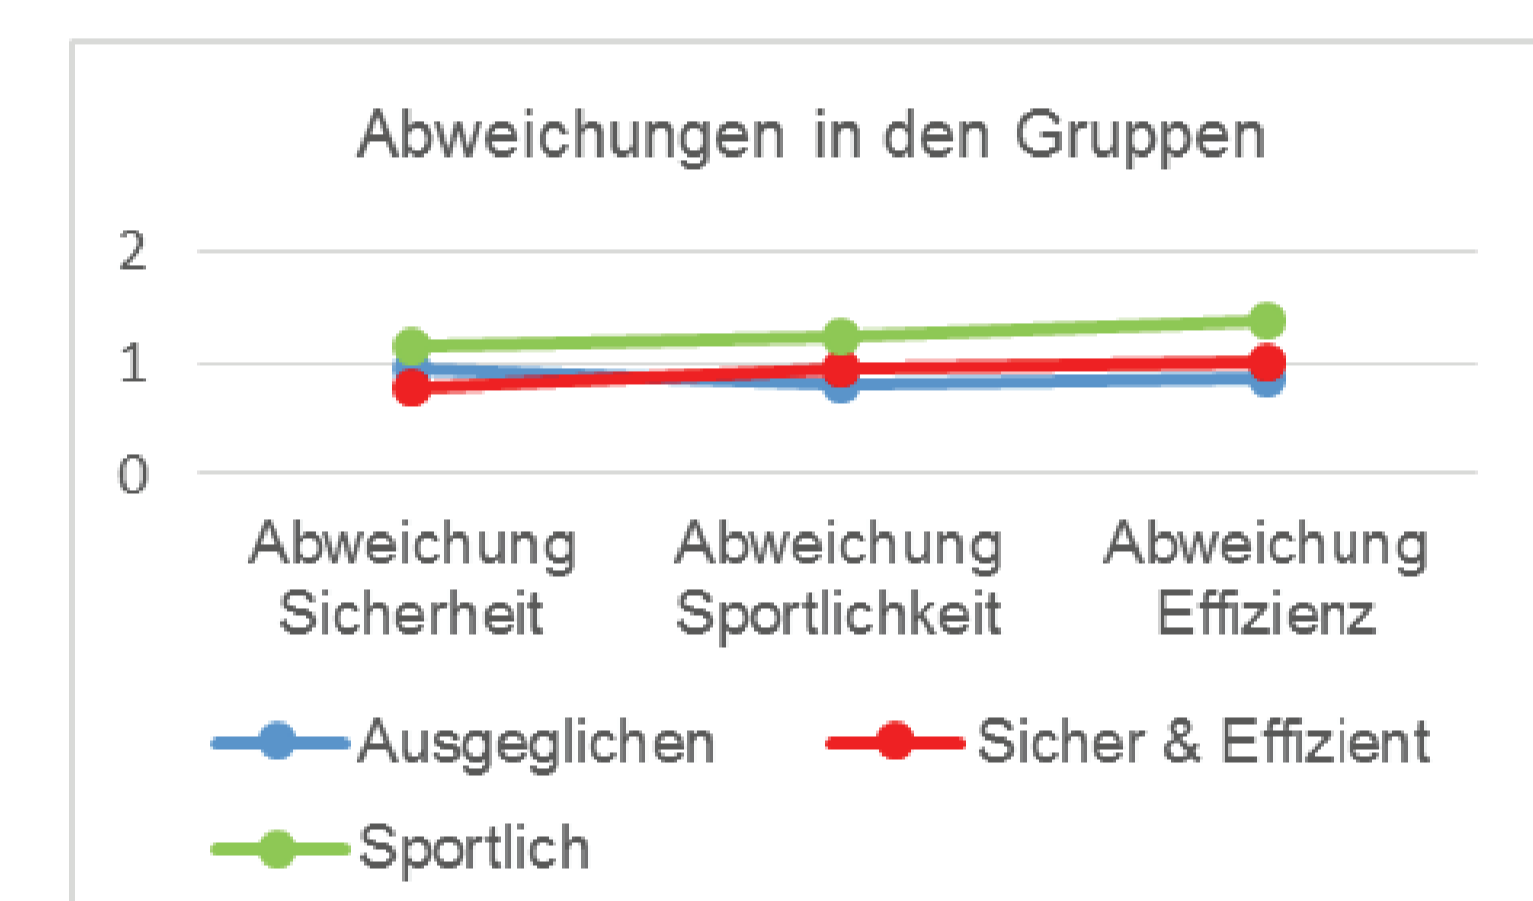 Abweichungen in den Gruppen
2
1
0
Abweichung Sicherheit
Abweichung Sportlichkeit
Abweichung Effizienz
Ausgeglichen
Sicher & Effizient
Sportlich